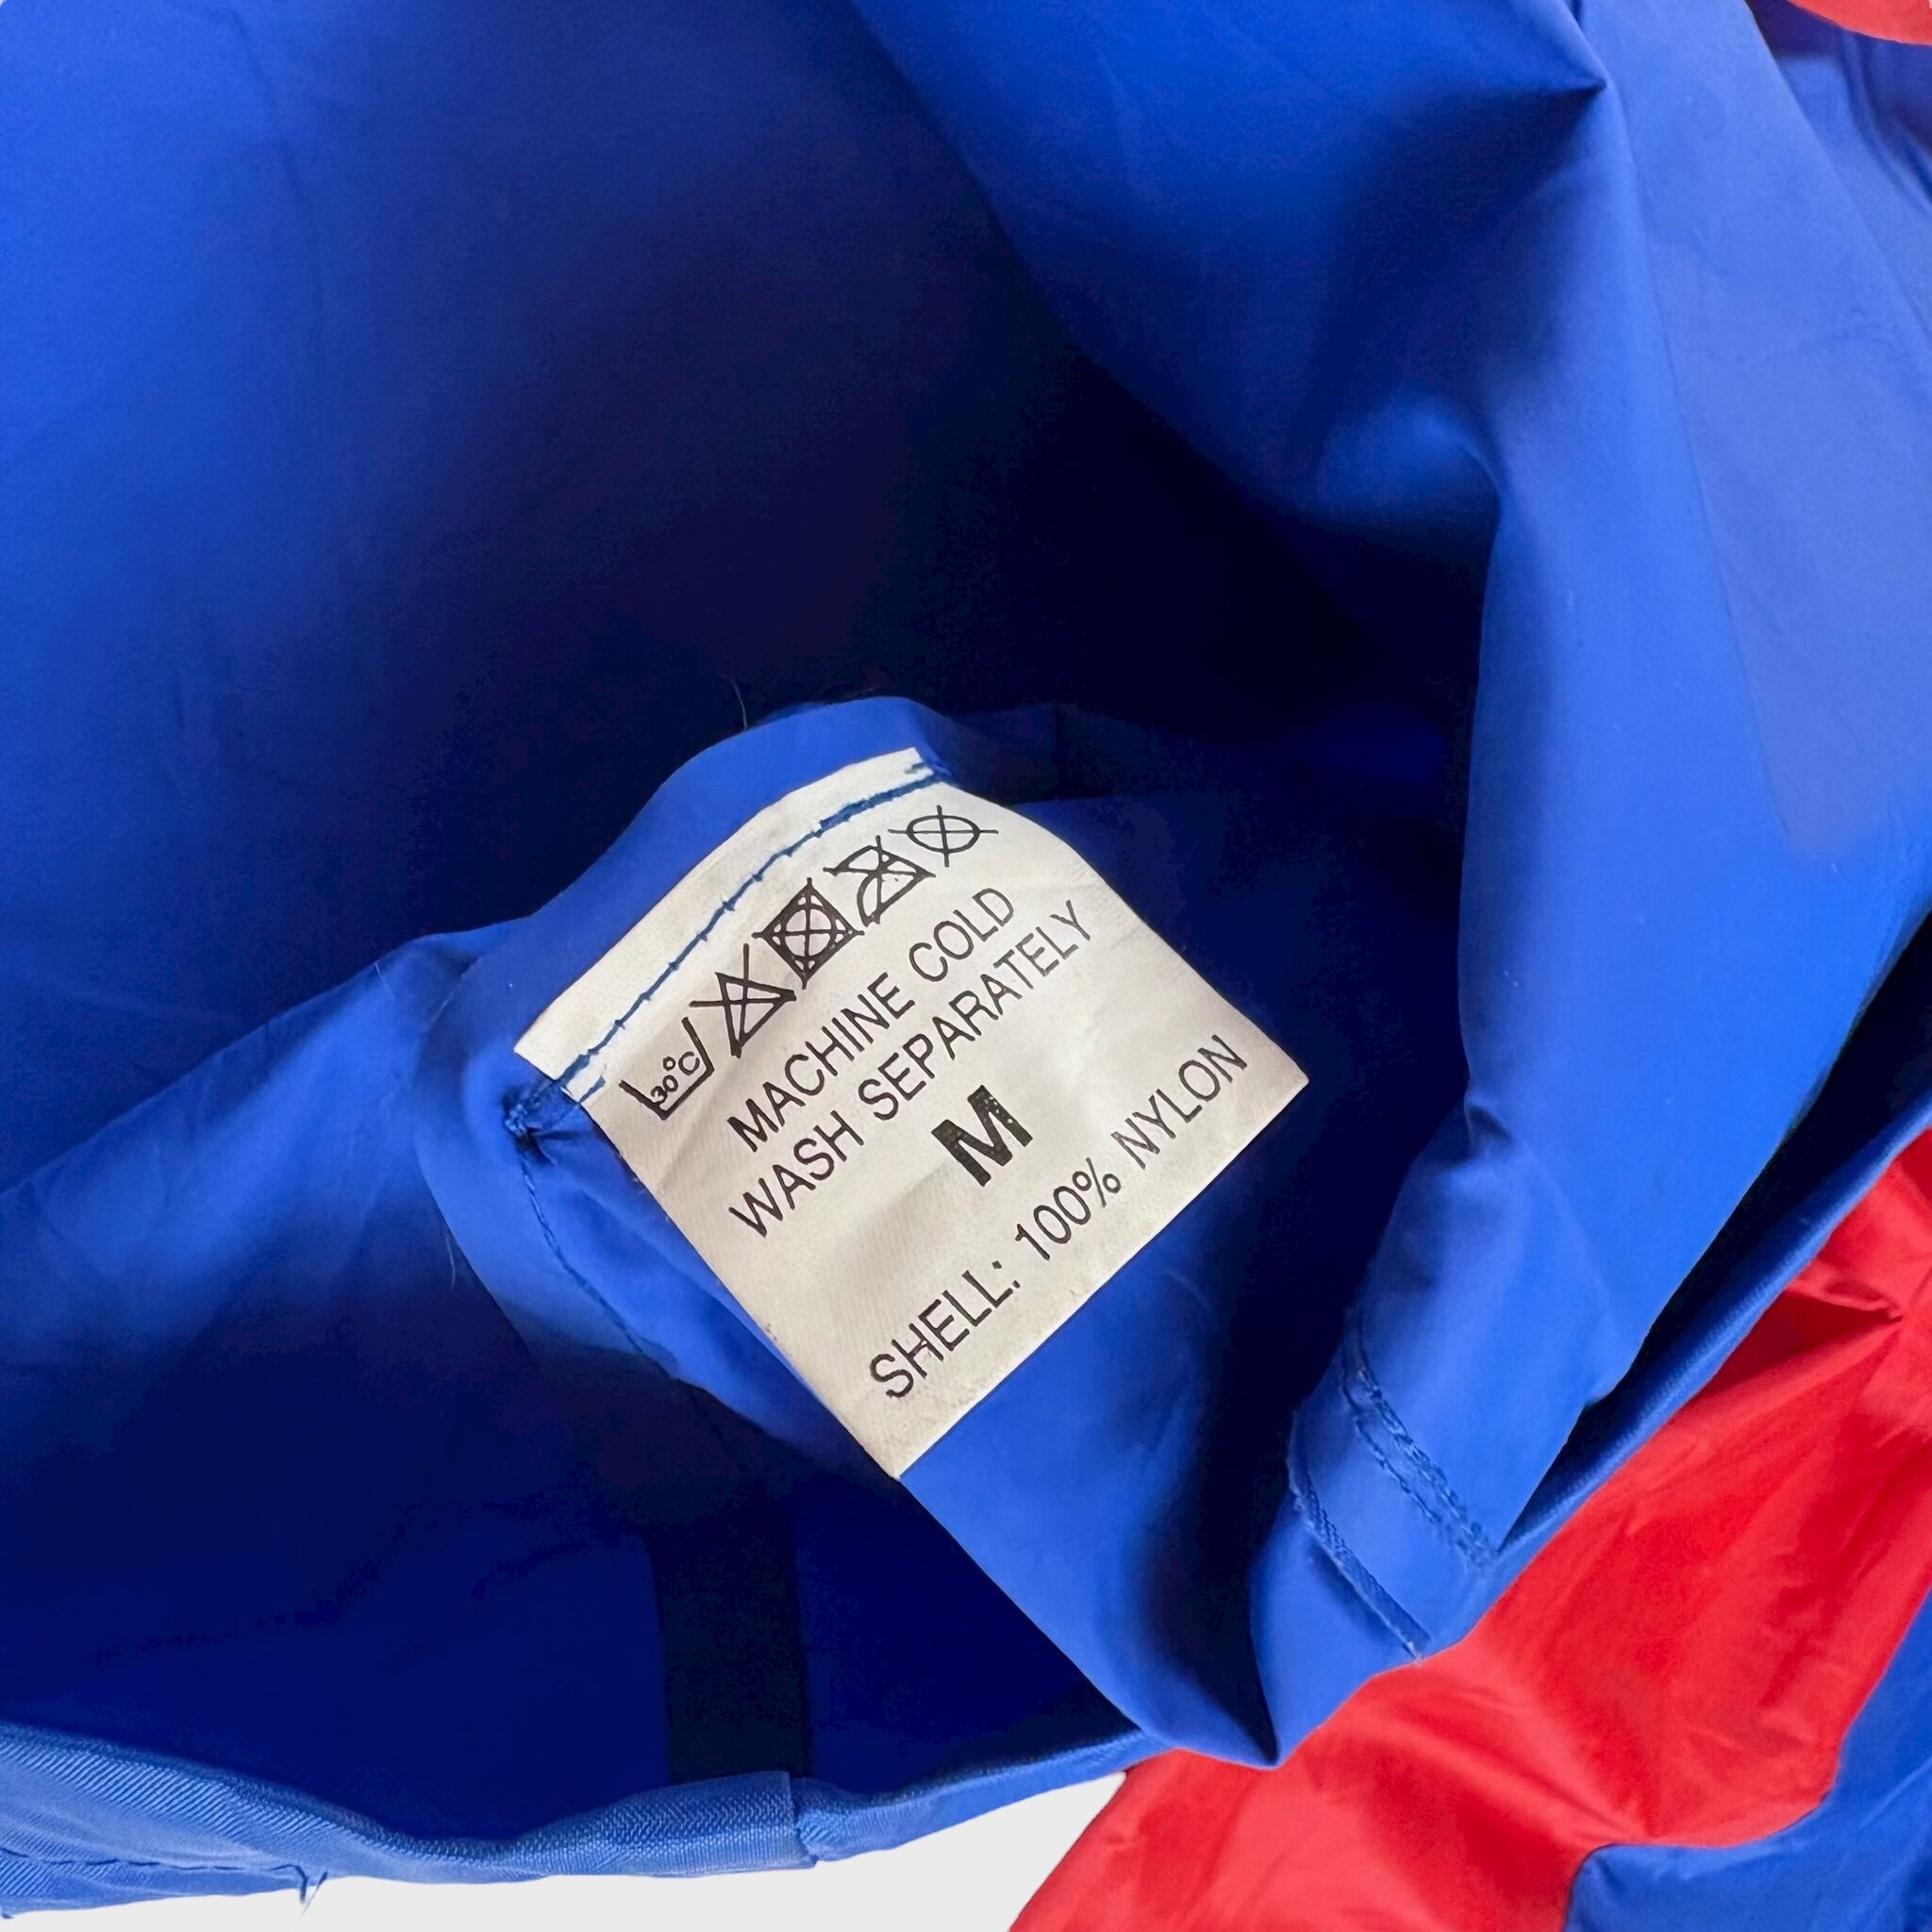 30°C
MACHINE COLD
WASH SEPARATELY
M
SHELL: 100% NYLON